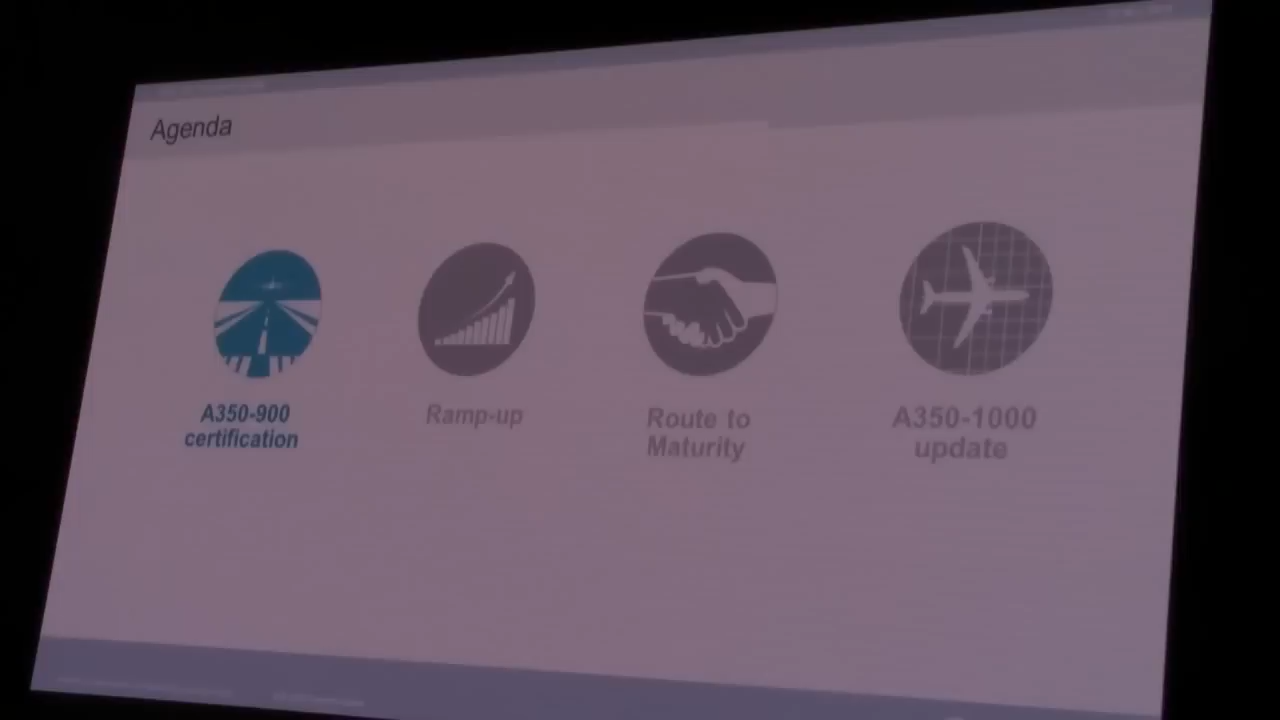 Agenda
A350-900
certification
Ramp-up
Route to
Maturity
A350-1000
update